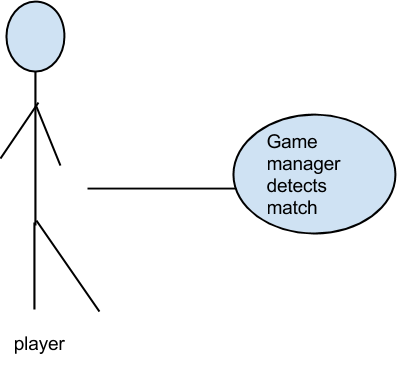 Game
manager
detects
match
player